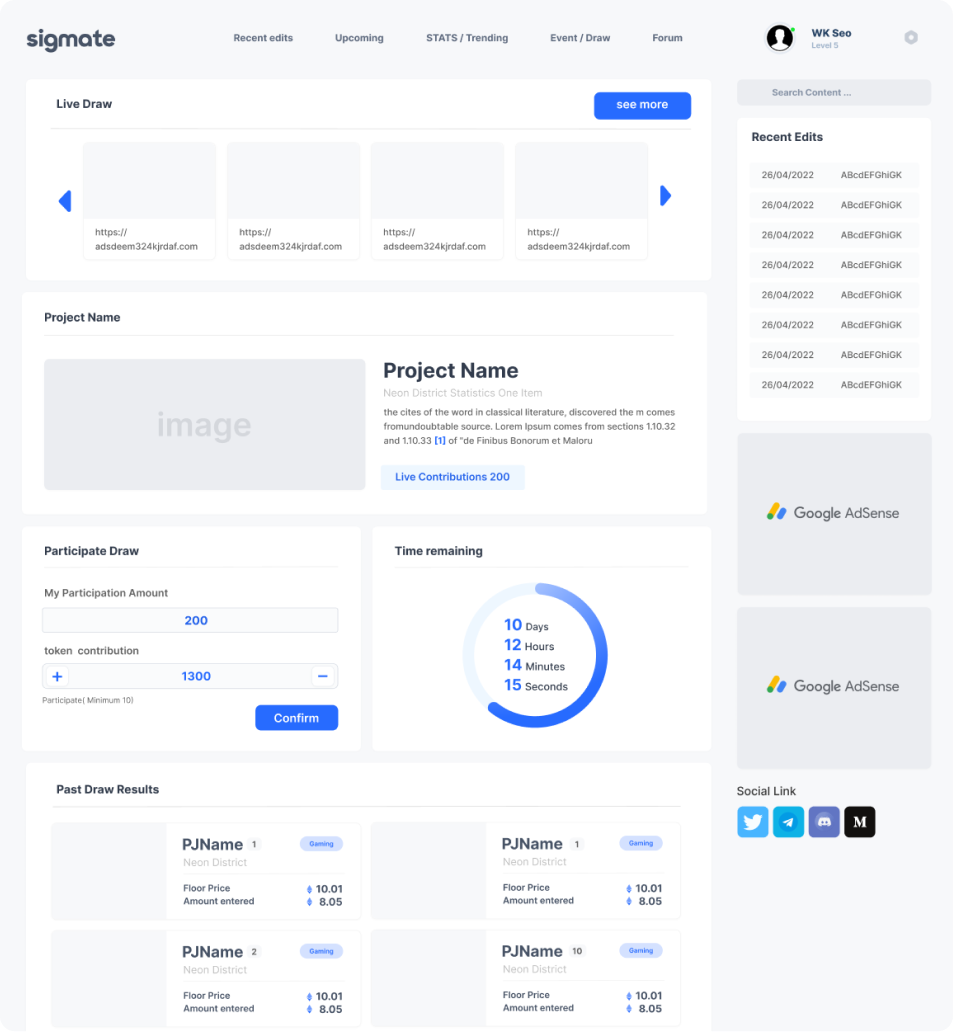 sigmate
Recent edits
Upcoming
STATS / Trending
Event / Draw
Forum
WK Seo
Level 5
Live Draw
see more
https://
adsdeem324kjrdaf.com
https://
adsdeem324kjrdaf.com
https://
adsdeem324kjrdaf.com
https://
adsdeem324kjrdaf.com
Project Name
image
Project Name
Neon District Statistics One Item
the cites of the word in classical literature, discovered the m comes
fromundoubtable source. Lorem Ipsum comes from sections 1.10.32
and 1.10.33 [1] of "de Finibus Bonorum et Maloru
Live Contributions 200
Participate Draw
My Participation Amount
200
token contribution
+ 1300 −
Participate( Minimum 10)
Confirm
Time remaining
10 Days
12 Hours
14 Minutes
15 Seconds
Past Draw Results
PJName 1 Gaming
Neon District
Floor Price 10.01
Amount entered 8.05
PJName 1 Gaming
Neon District
Floor Price 10.01
Amount entered 8.05
PJName 2 Gaming
Neon District
Floor Price 10.01
Amount entered 8.05
PJName 10 Gaming
Neon District
Floor Price 10.01
Amount entered 8.05
Search Content ...
Recent Edits
26/04/2022 ABcdEFGhiGK
26/04/2022 ABcdEFGhiGK
26/04/2022 ABcdEFGhiGK
26/04/2022 ABcdEFGhiGK
26/04/2022 ABcdEFGhiGK
26/04/2022 ABcdEFGhiGK
26/04/2022 ABcdEFGhiGK
26/04/2022 ABcdEFGhiGK
Google AdSense
Google AdSense
Social Link
M